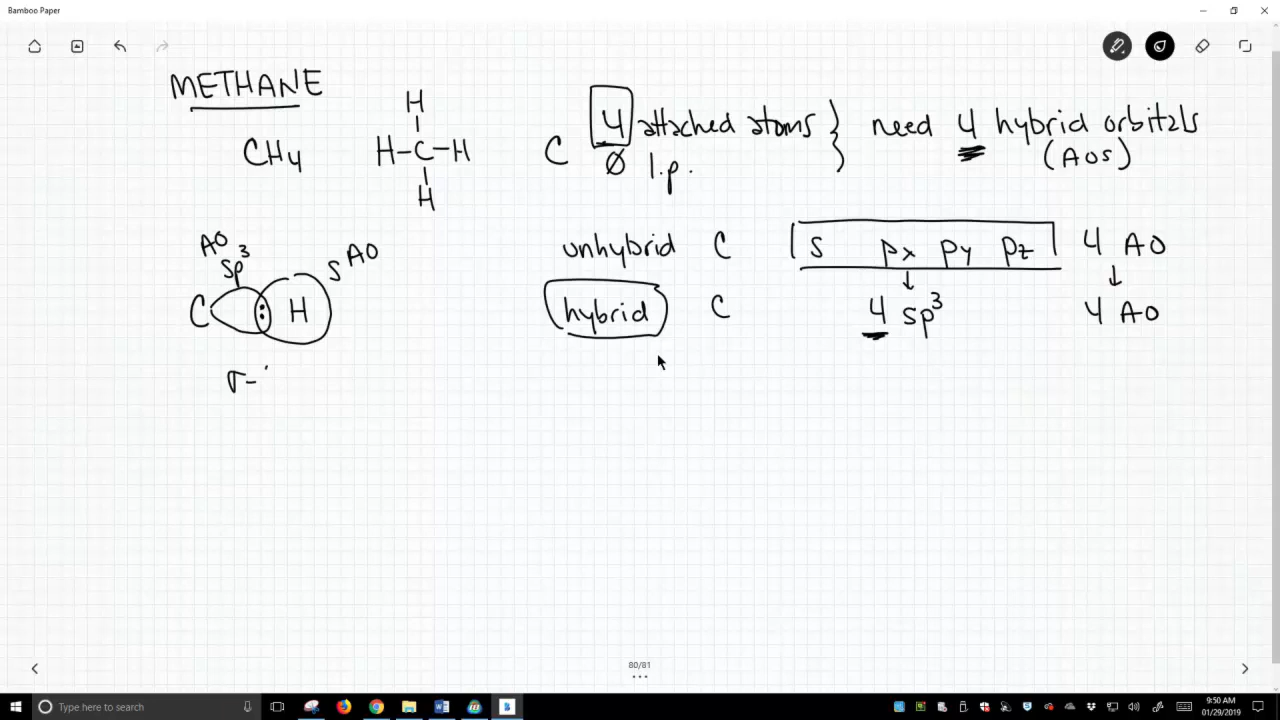 Bamboo Paper
METHANE
CH4
H
H-C-H
H
C 4 attached atoms } need 4 hybrid orbitals
Ø l.p. (AOs)
unhybrid C s px py pz 4 AO
hybrid C 4 sp³ 4 AO
AO
sp³
s AO
C : H
σ-
80/81
Type here to search
9:50 AM
01/29/2019